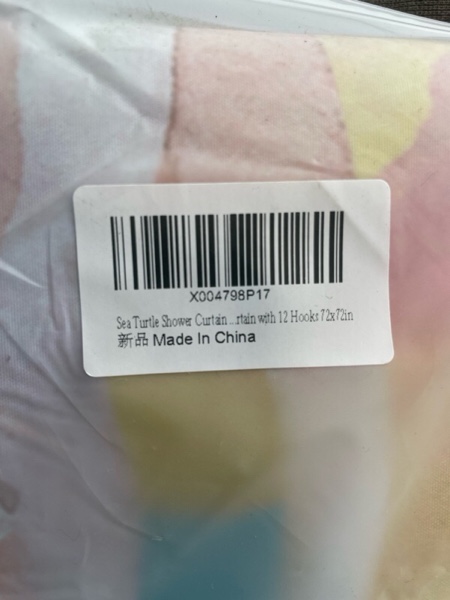 X004798P17
Sea Turtle Shower Curtain ...rtain with 12 Hooks 72x72in
新品 Made In China